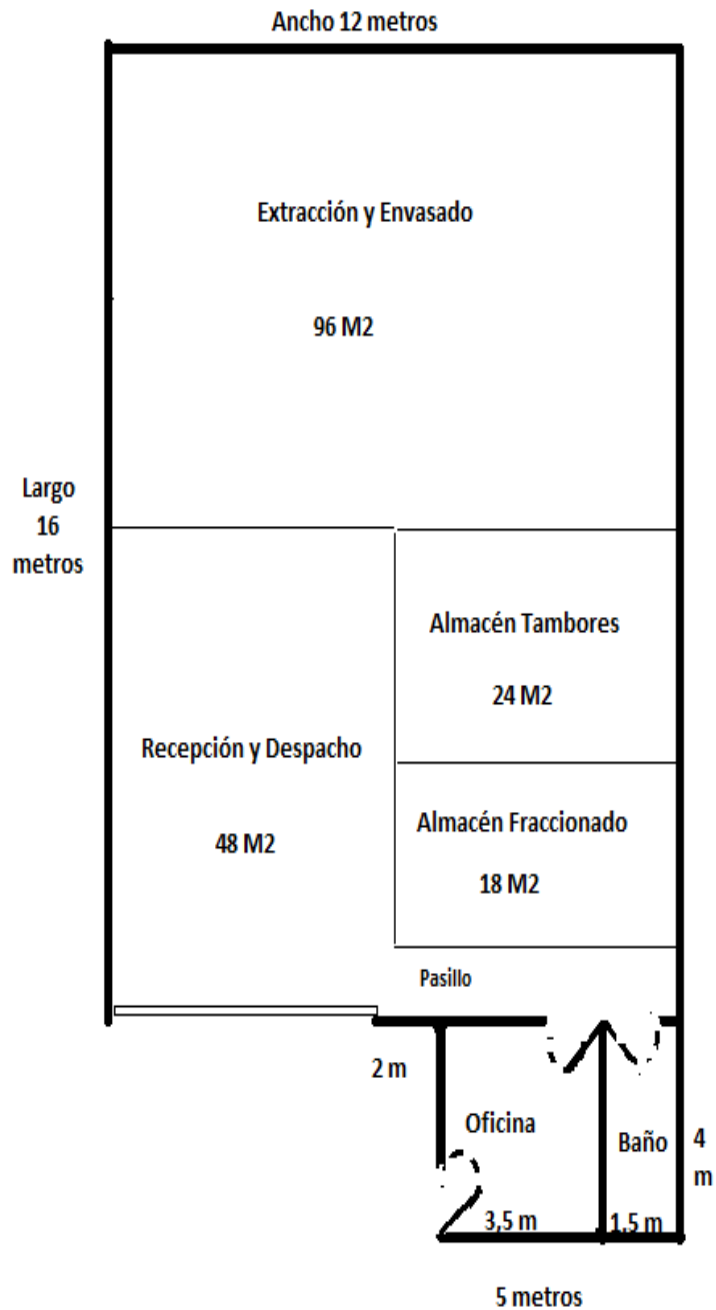 Ancho 12 metros
Extracción y Envasado
96 M2
Largo
16
metros
Almacén Tambores
24 M2
Recepción y Despacho
48 M2
Almacén Fraccionado
18 M2
Pasillo
2 m
Oficina
Baño
4
m
3,5 m
1.5 m
5 metros